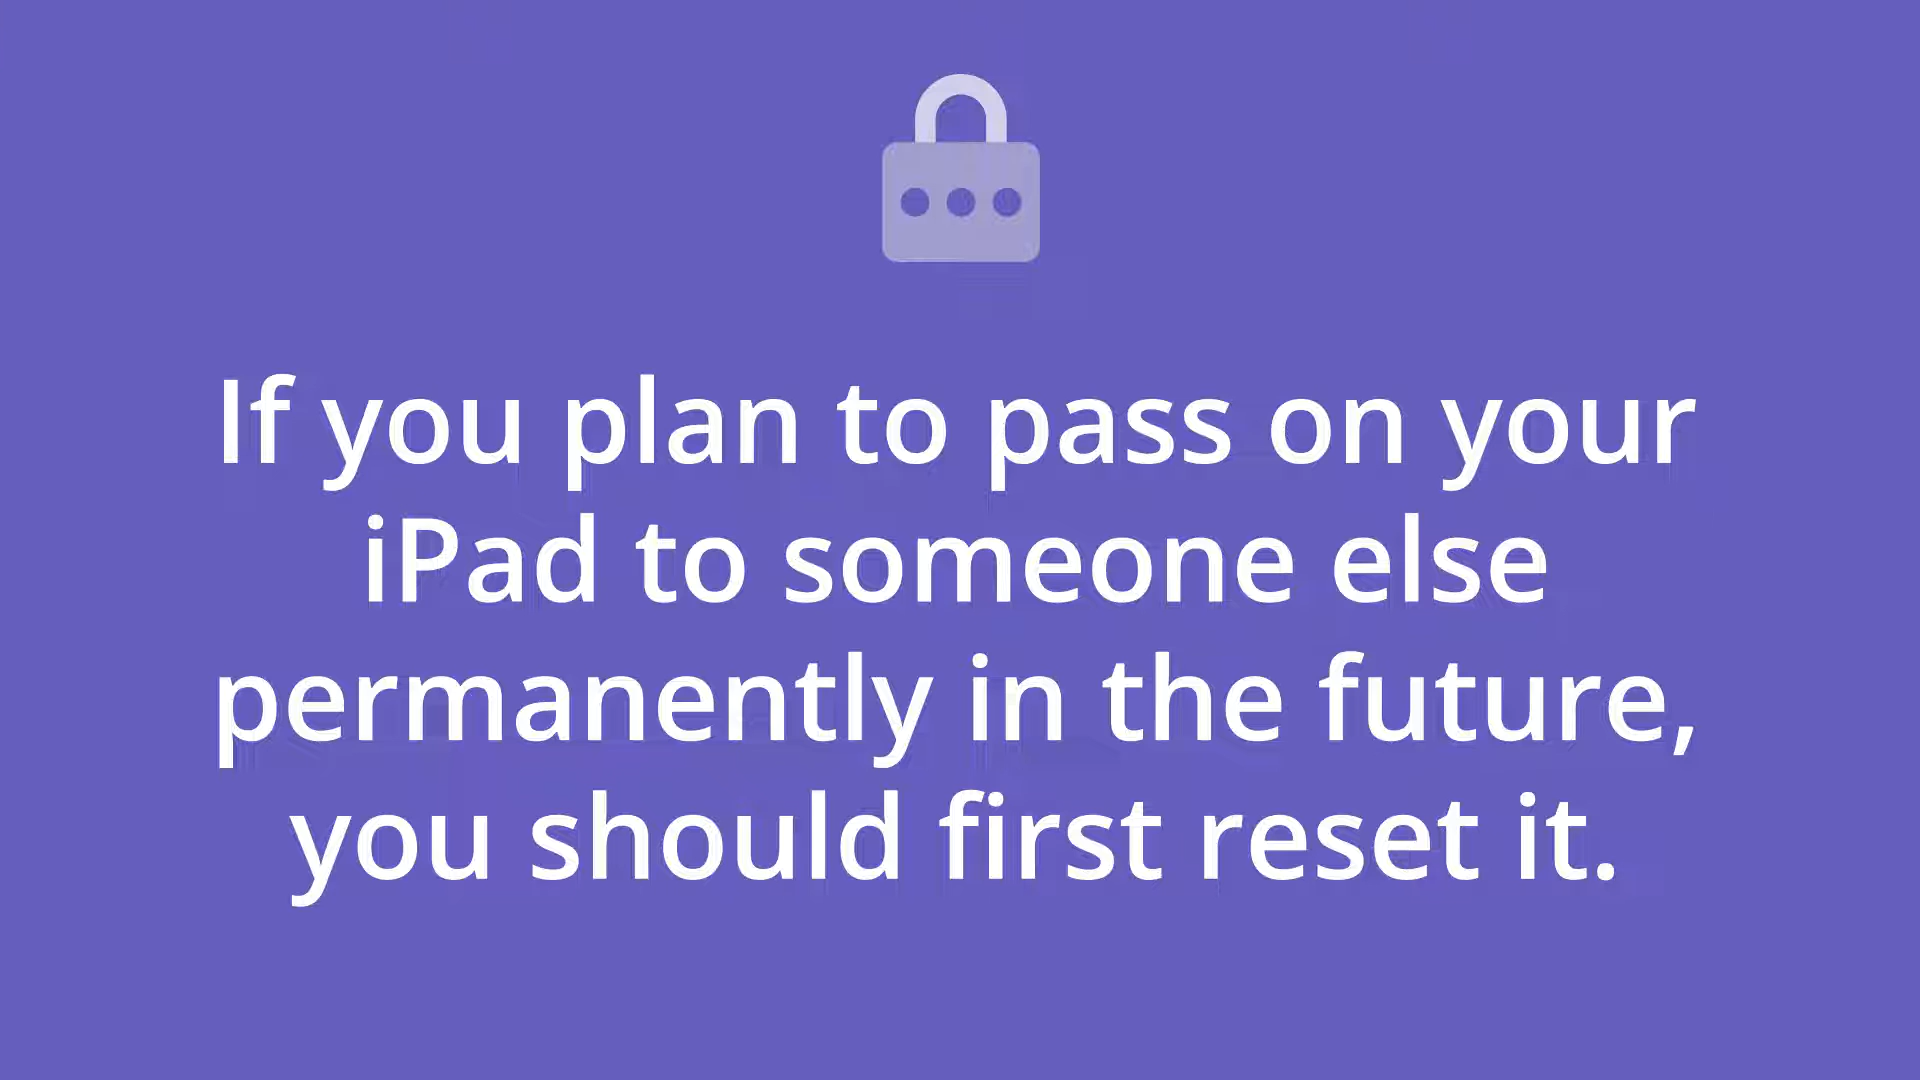 If you plan to pass on your
iPad to someone else
permanently in the future,
you should first reset it.